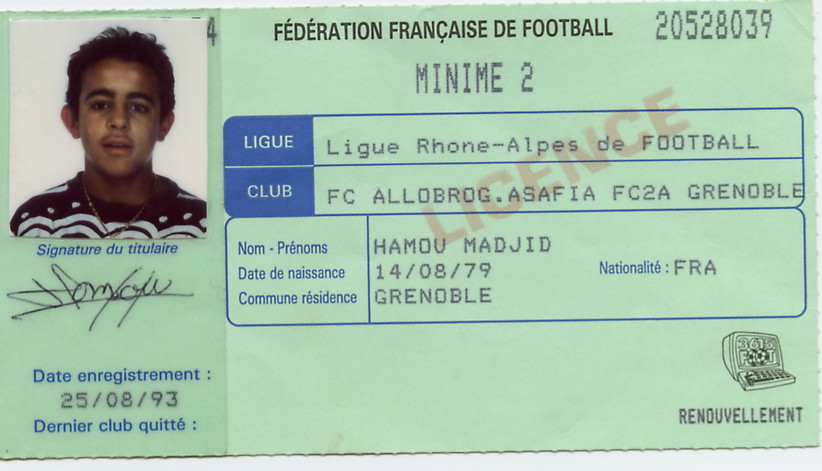 FÉDÉRATION FRANÇAISE DE FOOTBALL 20528039
MINIME 2
LICENCE
LIGUE Ligue Rhone-Alpes de FOOTBALL
CLUB FC ALLOBROG.ASAFIA FC2A GRENOBLE
Signature du titulaire
Nom - Prénoms HAMOU MADJID
Date de naissance 14/08/79 Nationalité : FRA
Commune résidence GRENOBLE
Date enregistrement :
25/08/93
Dernier club quitté :
3615
FOOT
RENOUVELLEMENT